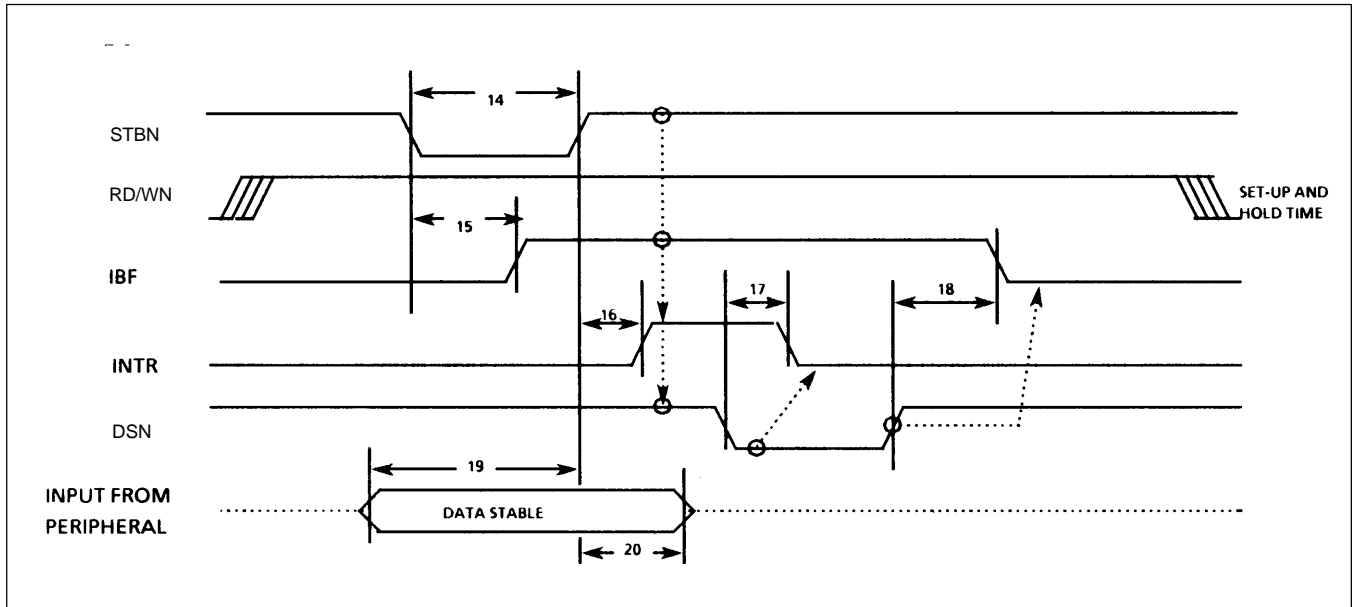 14
STBN
RD/WN
SET-UP AND
HOLD TIME
15
IBF
17
18
16
INTR
DSN
19
INPUT FROM
PERIPHERAL
DATA STABLE
20